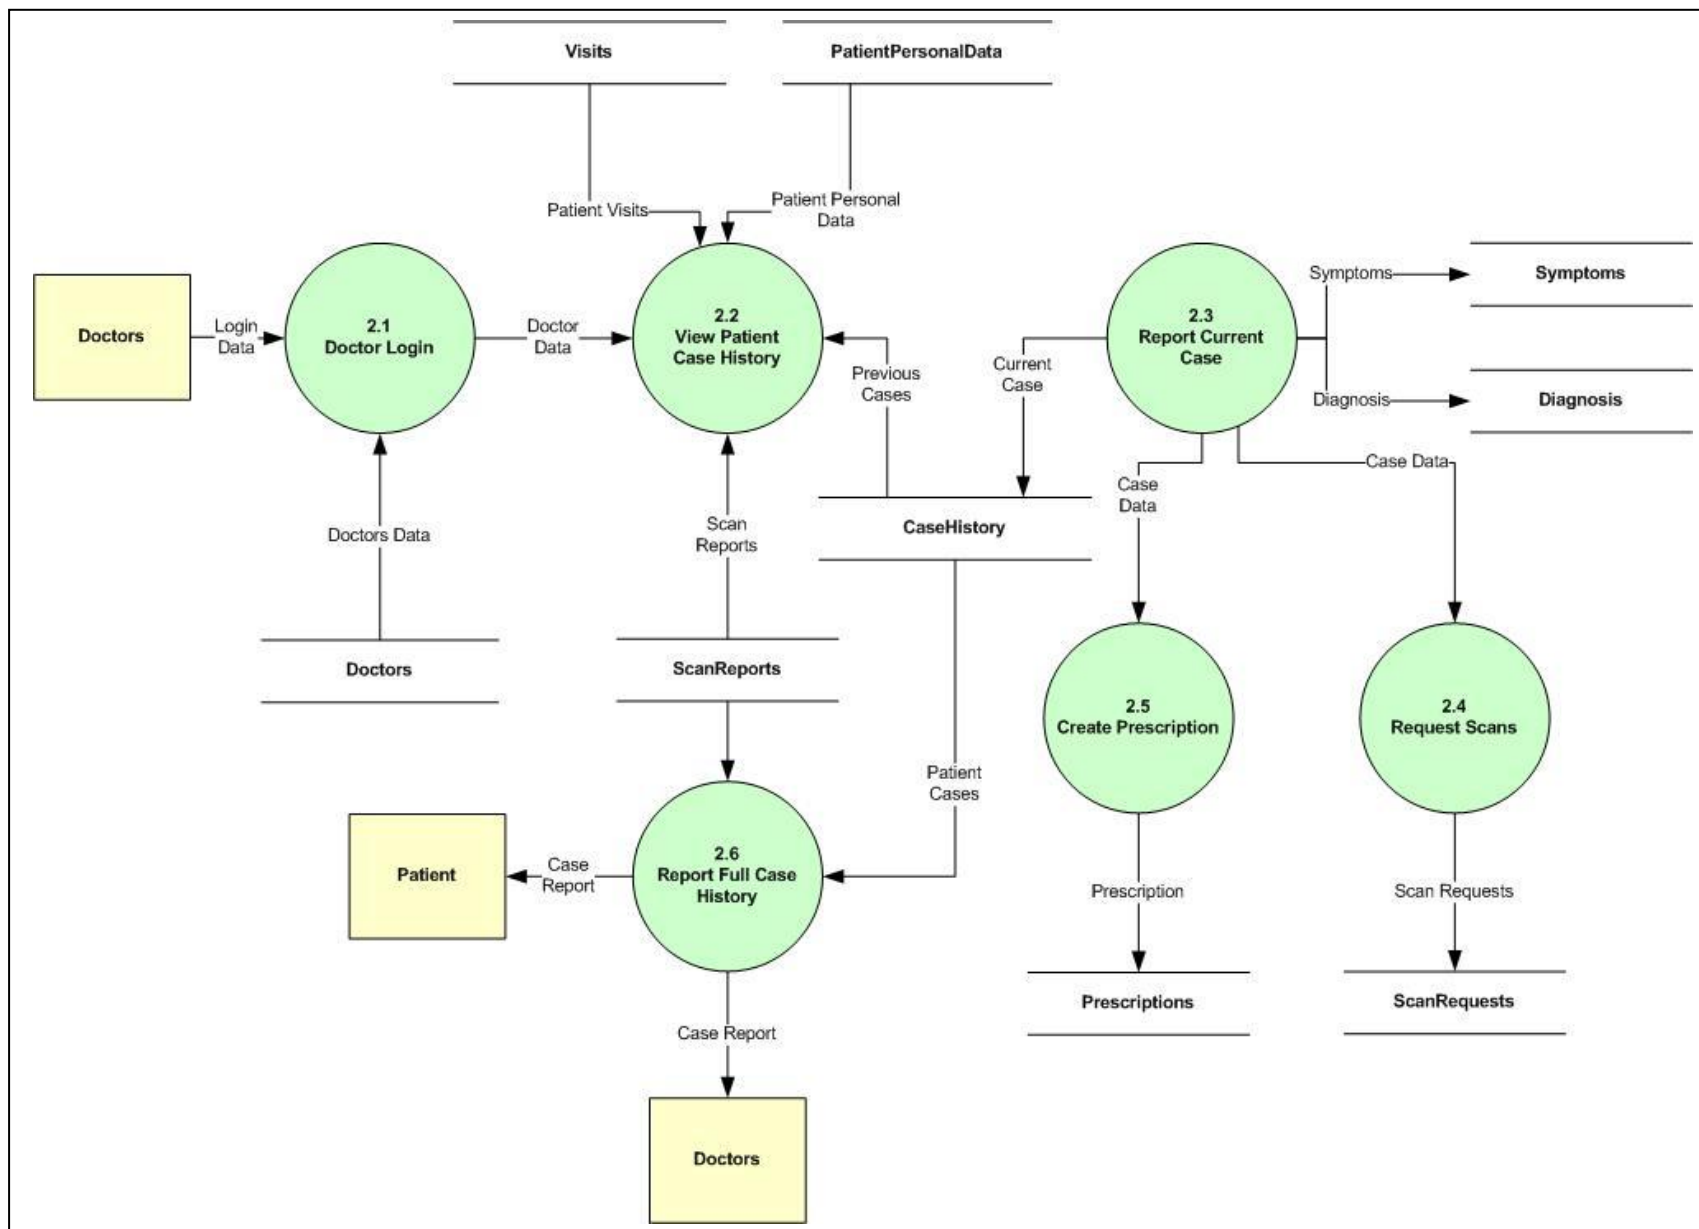 Visits
PatientPersonalData
Patient Visits
Patient Personal
Data
Doctors
Login
Data
2.1
Doctor Login
Doctor
Data
2.2
View Patient
Case History
Previous
Cases
Current
Case
2.3
Report Current
Case
Symptoms
Symptoms
Diagnosis
Diagnosis
Case
Data
Case Data
Doctors Data
Scan
Reports
CaseHistory
Doctors
ScanReports
2.5
Create Prescription
2.4
Request Scans
Patient
Cases
Patient
Case
Report
2.6
Report Full Case
History
Prescription
Scan Requests
Prescriptions
ScanRequests
Case Report
Doctors